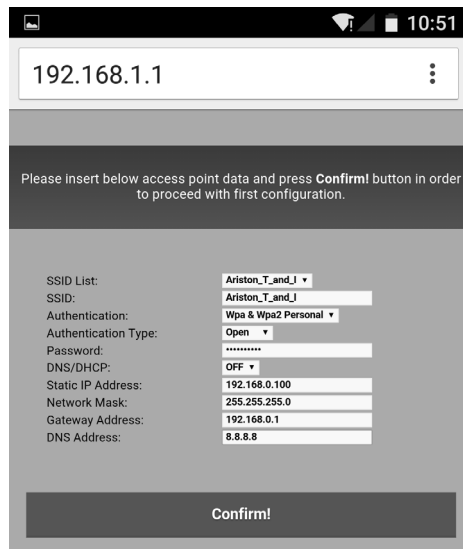 10:51
192.168.1.1
Please insert below access point data and press Confirm! button in order
to proceed with first configuration.
SSID List: Ariston_T_and_I
SSID: Ariston_T_and_I
Authentication: Wpa & Wpa2 Personal
Authentication Type: Open
Password: ••••••••••
DNS/DHCP: OFF
Static IP Address: 192.168.0.100
Network Mask: 255.255.255.0
Gateway Address: 192.168.0.1
DNS Address: 8.8.8.8
Confirm!